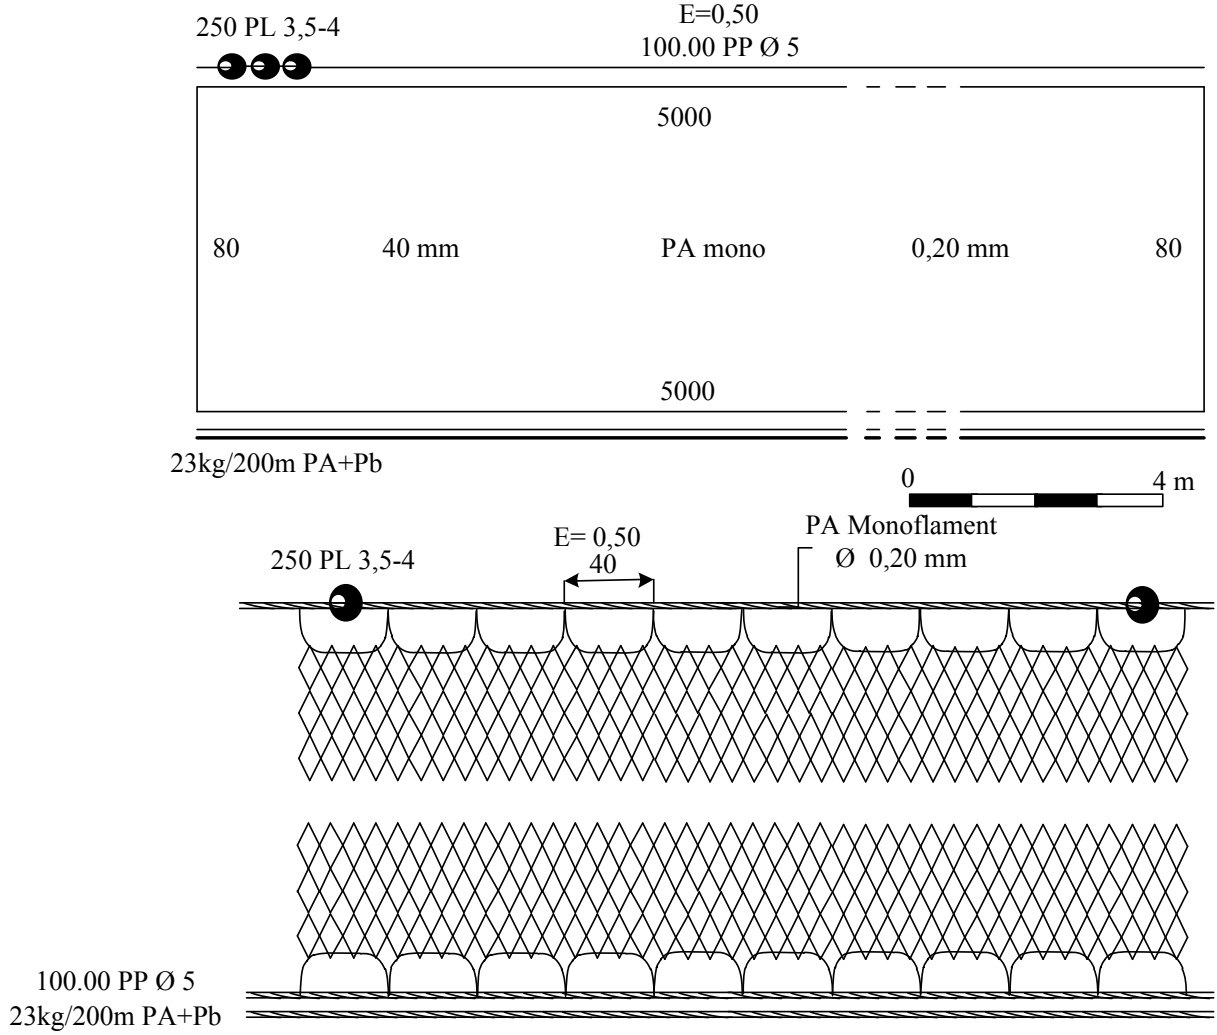 250 PL 3,5-4
E=0,50
100.00 PP Ø 5
5000
80
40 mm
PA mono
0,20 mm
80
5000
23kg/200m PA+Pb
0
4 m
250 PL 3,5-4
E= 0,50
40
PA Monoflament
Ø 0,20 mm
100.00 PP Ø 5
23kg/200m PA+Pb